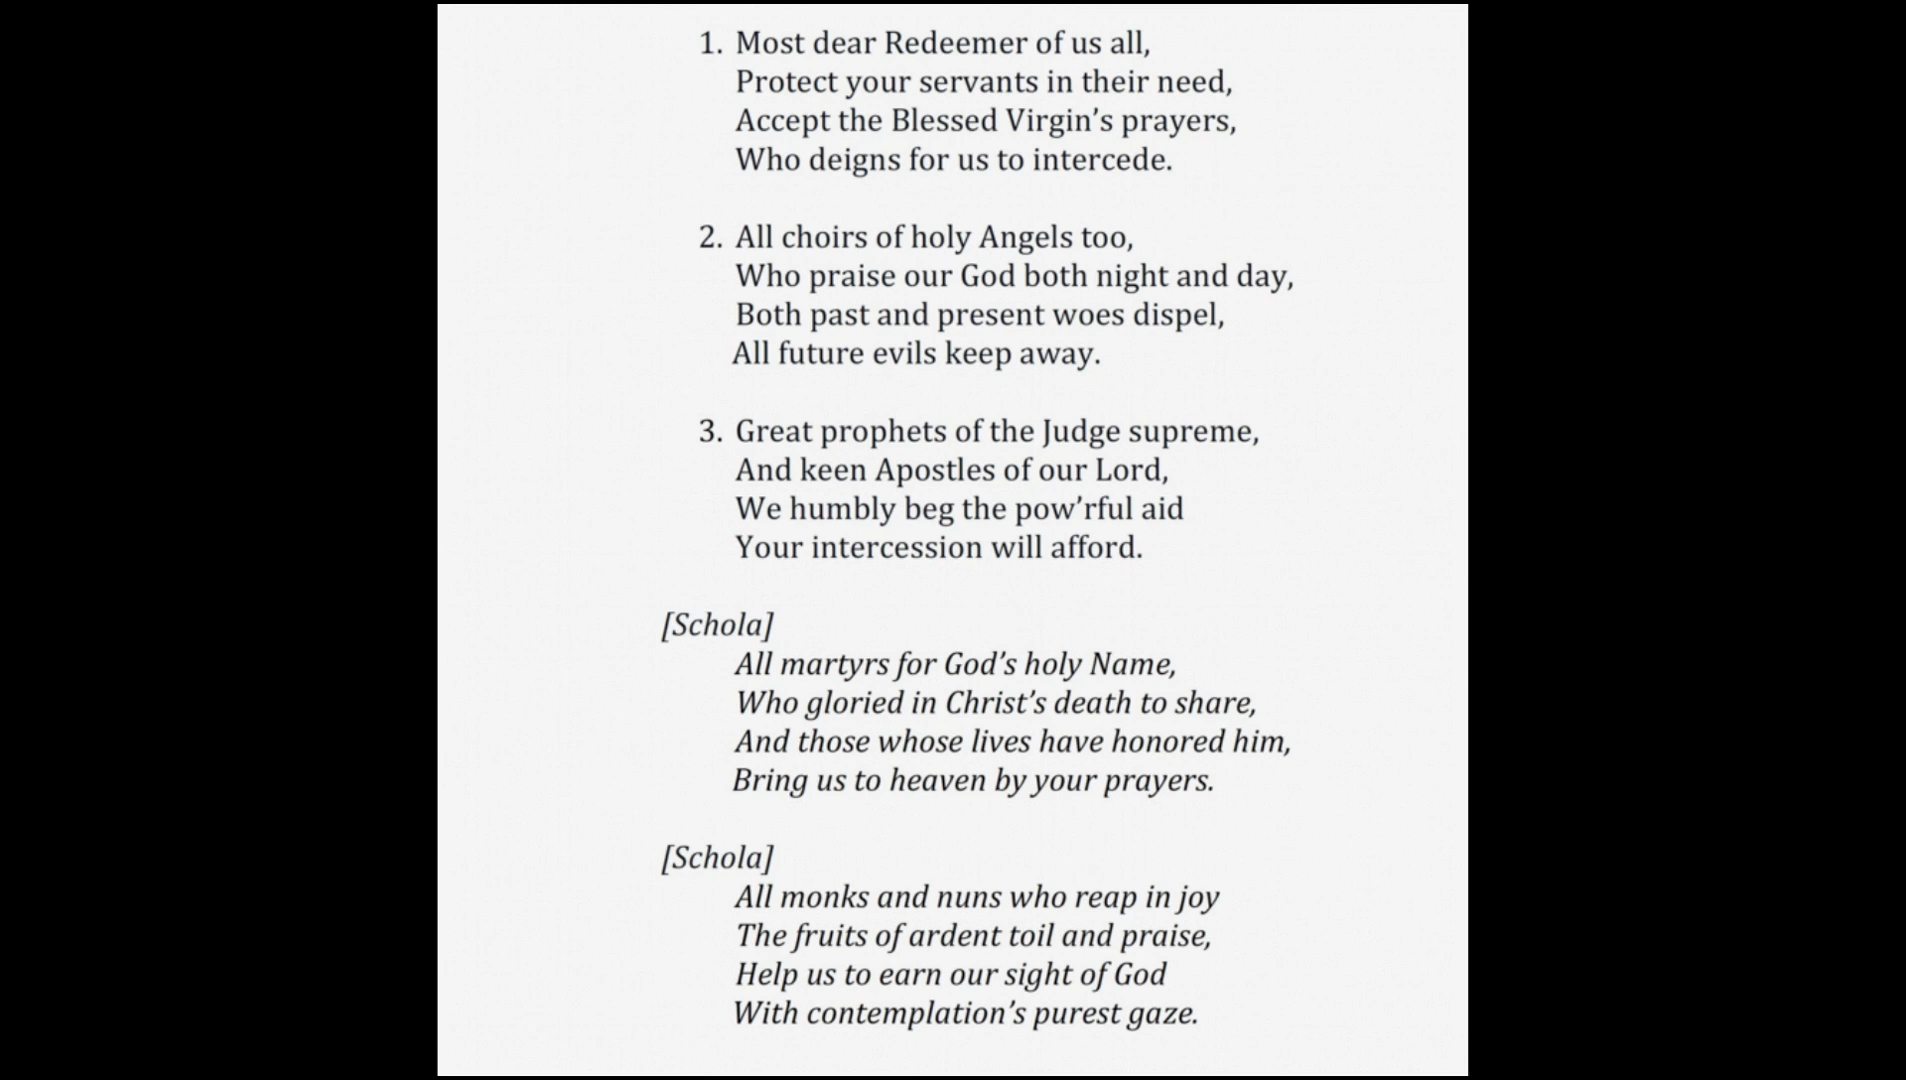 1. Most dear Redeemer of us all,
Protect your servants in their need,
Accept the Blessed Virgin’s prayers,
Who deigns for us to intercede.
2. All choirs of holy Angels too,
Who praise our God both night and day,
Both past and present woes dispel,
All future evils keep away.
3. Great prophets of the Judge supreme,
And keen Apostles of our Lord,
We humbly beg the pow’rful aid
Your intercession will afford.
[Schola]
All martyrs for God’s holy Name,
Who gloried in Christ’s death to share,
And those whose lives have honored him,
Bring us to heaven by your prayers.
[Schola]
All monks and nuns who reap in joy
The fruits of ardent toil and praise,
Help us to earn our sight of God
With contemplation’s purest gaze.